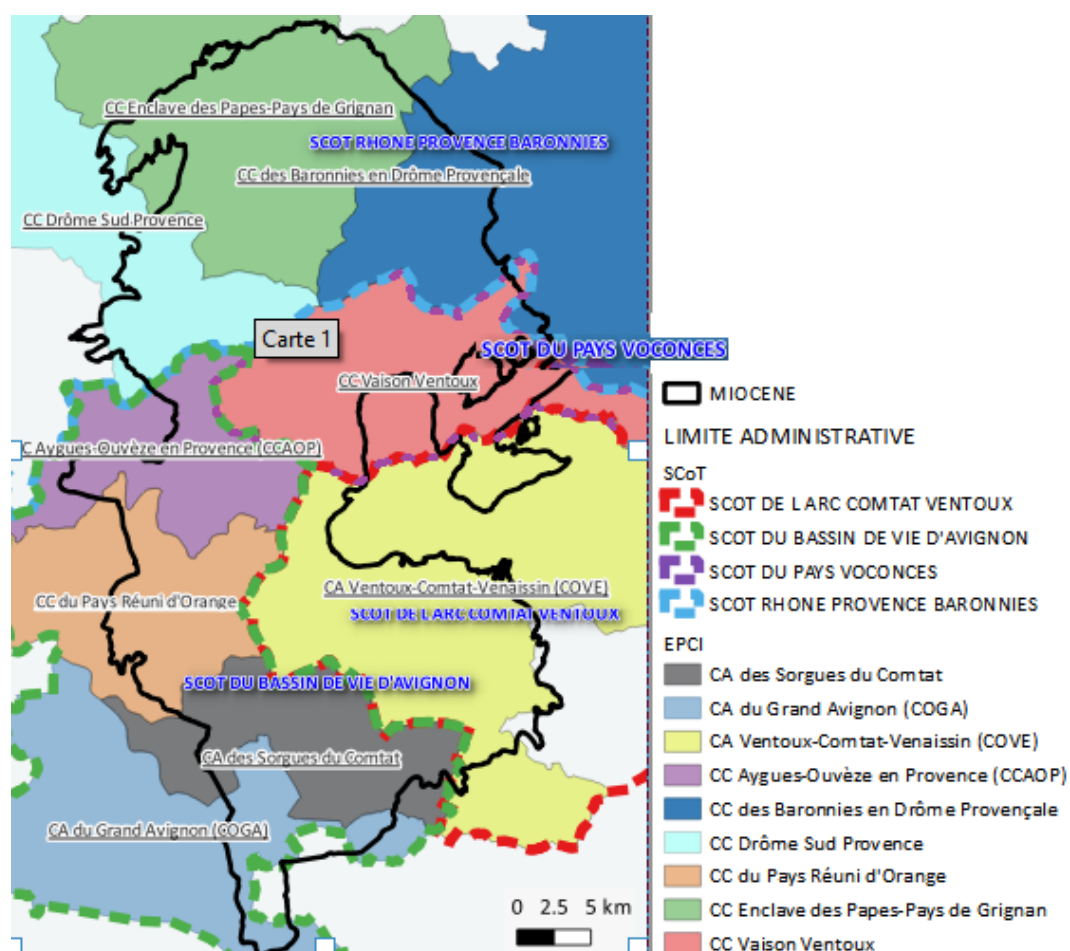 CC Enclave des Papes-Pays de Grignan
SCOT RHONE PROVENCE BARONNIES
CC des Baronnies en Drôme Provençale
CC Drôme Sud Provence
Carte 1
SCOT DU PAYS VOCONCES
CC Vaison Ventoux
C Aygues-Ouvèze en Provence (CCAOP)
CA Ventoux-Comtat-Venaissin (COVE)
CC du Pays Réuni d'Orange
SCOT DE L ARC COMTAT VENTOUX
SCOT DU BASSIN DE VIE D'AVIGNON
CA des Sorgues du Comtat
CA du Grand Avignon (COGA)
0 2.5 5 km
MIOCENE
LIMITE ADMINISTRATIVE
SCoT
SCOT DE L ARC COMTAT VENTOUX
SCOT DU BASSIN DE VIE D'AVIGNON
SCOT DU PAYS VOCONCES
SCOT RHONE PROVENCE BARONNIES
EPCI
CA des Sorgues du Comtat
CA du Grand Avignon (COGA)
CA Ventoux-Comtat-Venaissin (COVE)
CC Aygues-Ouvèze en Provence (CCAOP)
CC des Baronnies en Drôme Provençale
CC Drôme Sud Provence
CC du Pays Réuni d'Orange
CC Enclave des Papes-Pays de Grignan
CC Vaison Ventoux